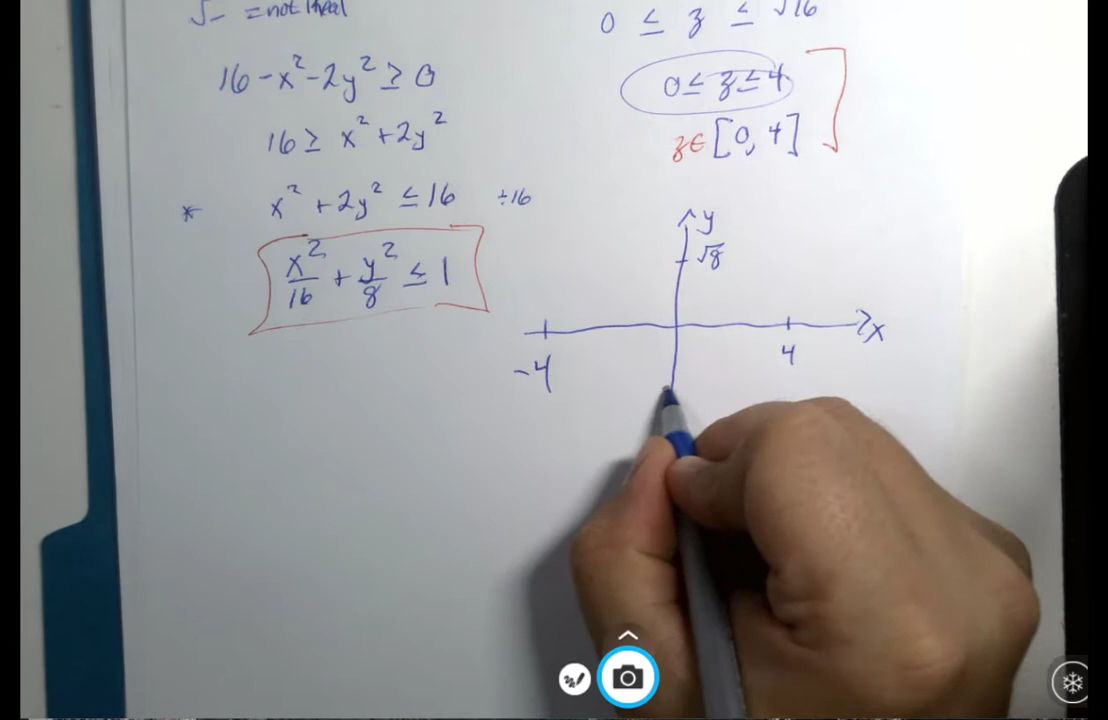 √- = not Real
16 - x² - 2y² ≥ 0
16 ≥ x² + 2y²
* x² + 2y² ≤ 16 ÷16
x²/16 + y²/8 ≤ 1
0 ≤ z ≤ √16
0 ≤ z ≤ 4
z ∈ [0, 4]
y
√8
x
-4
4